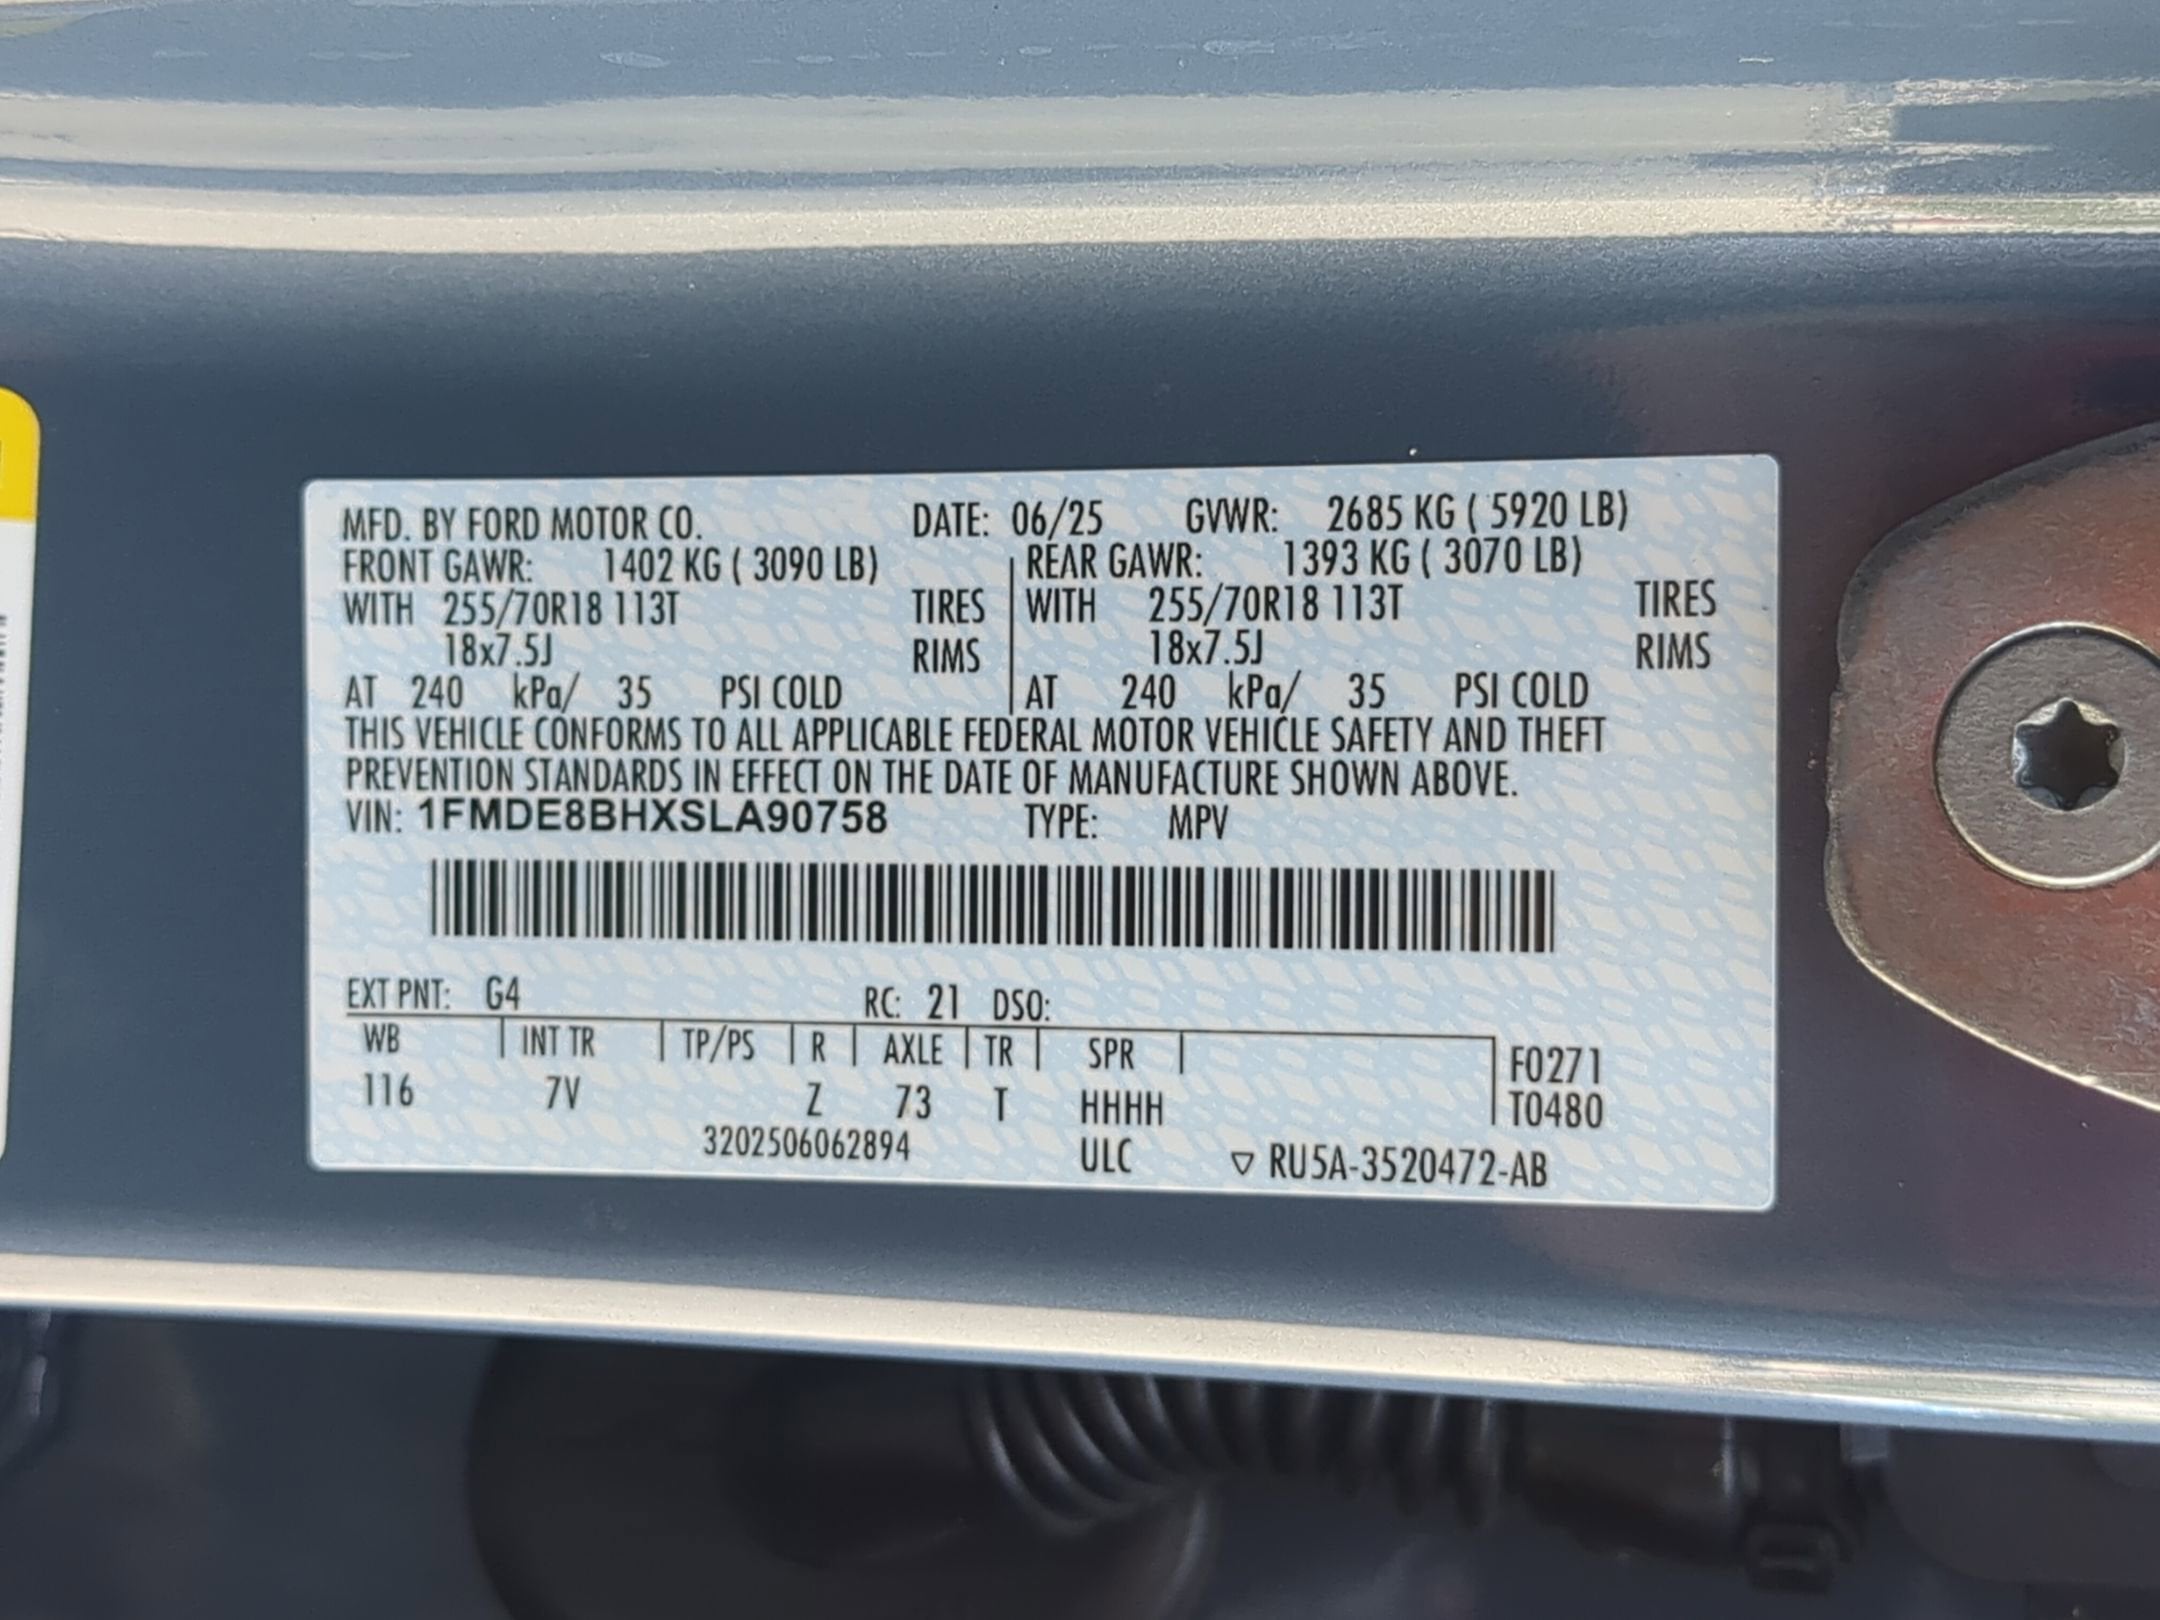 MFD. BY FORD MOTOR CO. DATE: 06/25 GVWR: 2685 KG ( 5920 LB)
FRONT GAWR: 1402 KG ( 3090 LB) REAR GAWR: 1393 KG ( 3070 LB)
WITH 255/70R18 113T TIRES WITH 255/70R18 113T TIRES
18x7.5J RIMS 18x7.5J RIMS
AT 240 kPa/ 35 PSI COLD AT 240 kPa/ 35 PSI COLD
THIS VEHICLE CONFORMS TO ALL APPLICABLE FEDERAL MOTOR VEHICLE SAFETY AND THEFT
PREVENTION STANDARDS IN EFFECT ON THE DATE OF MANUFACTURE SHOWN ABOVE.
VIN: 1FMDE8BHXSLA90758 TYPE: MPV
EXT PNT: G4 RC: 21 DSO:
WB INT TR TP/PS R AXLE TR SPR F0271
116 7V Z 73 T HHHH T0480
3202506062894 ULC ▽ RU5A-3520472-AB